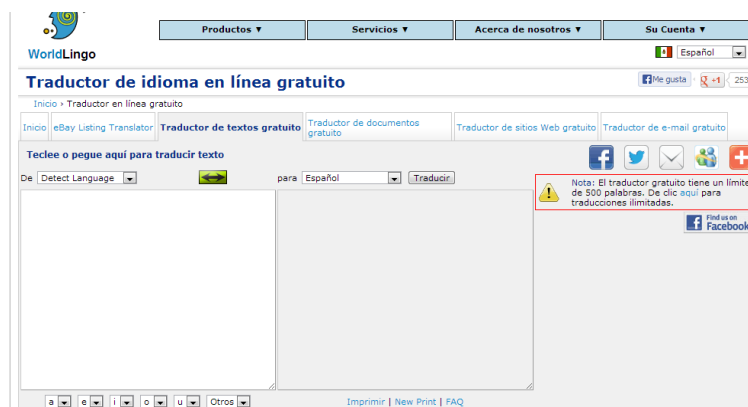 Productos ▼
Servicios ▼
Acerca de nosotros ▼
Su Cuenta ▼
WorldLingo
Español
Traductor de idioma en línea gratuito
Me gusta
+1
253
Inicio › Traductor en línea gratuito
Inicio
eBay Listing Translator
Traductor de textos gratuito
Traductor de documentos
gratuito
Traductor de sitios Web gratuito
Traductor de e-mail gratuito
Teclee o pegue aquí para traducir texto
De Detect Language
para Español
Traducir
Nota: El traductor gratuito tiene un límite
de 500 palabras. De clic aquí para
traducciones ilimitadas.
Find us on
Facebook
a e i o u Otros
Imprimir | New Print | FAQ